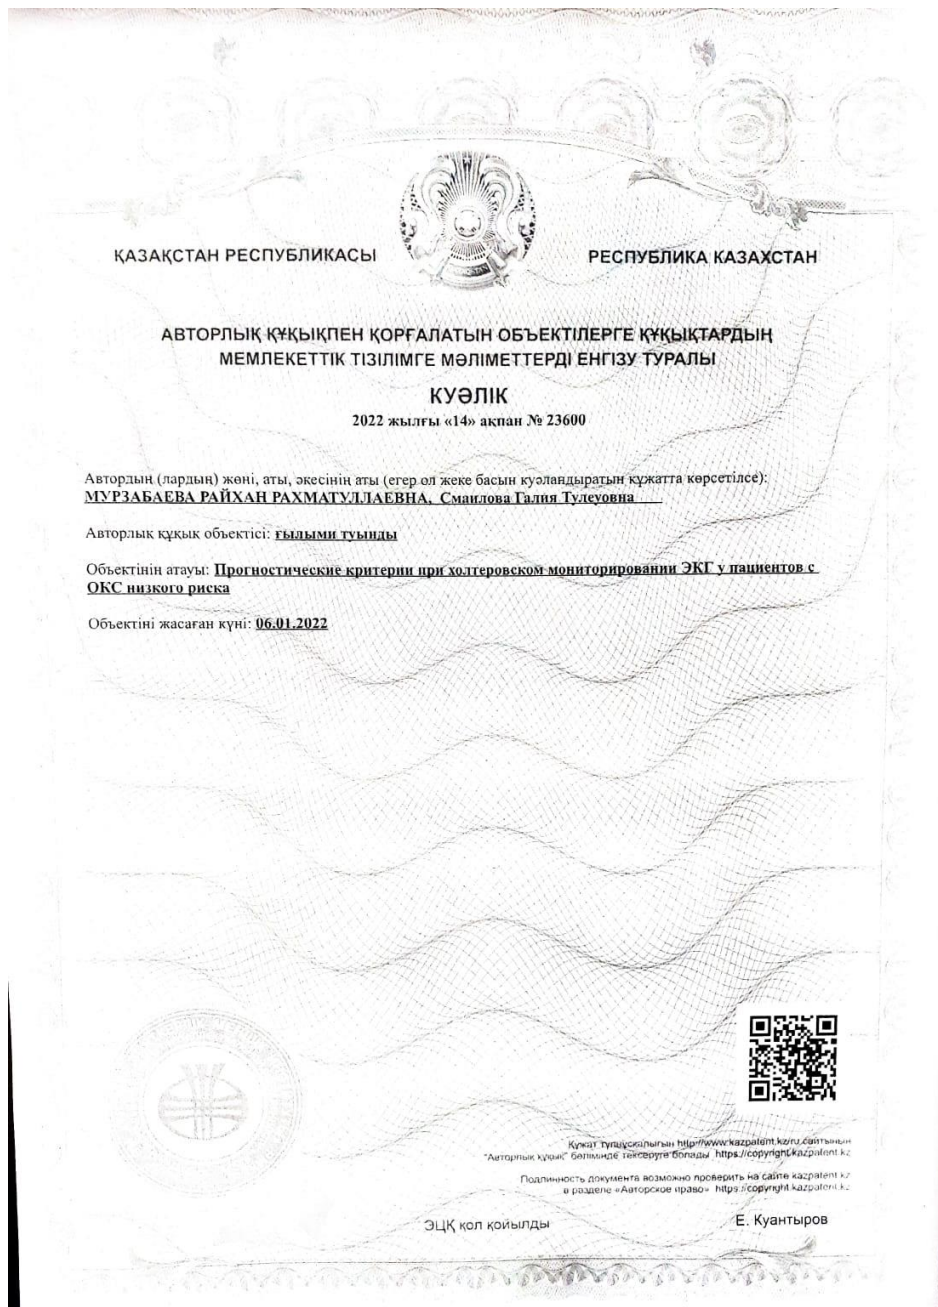 ҚАЗАҚСТАН РЕСПУБЛИКАСЫ
РЕСПУБЛИКА КАЗАХСТАН
АВТОРЛЫҚ ҚҰҚЫҚПЕН ҚОРҒАЛАТЫН ОБЪЕКТІЛЕРГЕ ҚҰҚЫҚТАРДЫҢ
МЕМЛЕКЕТТІК ТІЗІЛІМГЕ МӘЛІМЕТТЕРДІ ЕНГІЗУ ТУРАЛЫ
КУӘЛІК
2022 жылғы «14» ақпан № 23600
Автордың (лардың) жөні, аты, әкесінің аты (егер ол жеке басын куәландыратын құжатта көрсетілсе):
МУРЗАБАЕВА РАЙХАН РАХМАТУЛЛАЕВНА, Смаилова Галия Тулеуовна
Авторлық құқық объектісі: ғылыми туынды
Объектінің атауы: Прогностические критерии при холтеровском мониторировании ЭКГ у пациентов с
ОКС низкого риска
Объектіні жасаған күні: 06.01.2022
Құжат түпнұсқалығын http://www.kazpatent.kz/ru сайтының
"Авторлық құқық" бөлімінде тексеруге болады https://copyright.kazpatent.kz
Подлинность документа возможно проверить на сайте kazpatent.kz
в разделе «Авторское право» https://copyright.kazpatent.kz
ЭЦҚ қол қойылды
Е. Куантыров